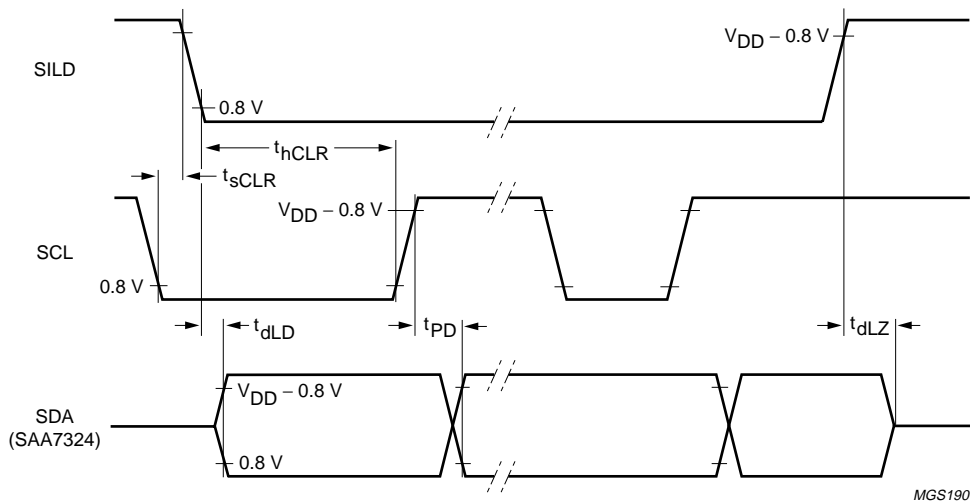 V_DD – 0.8 V
SILD
0.8 V
t_hCLR
t_sCLR
V_DD – 0.8 V
SCL
0.8 V
t_dLD
t_PD
t_dLZ
V_DD – 0.8 V
SDA
(SAA7324)
0.8 V
MGS190